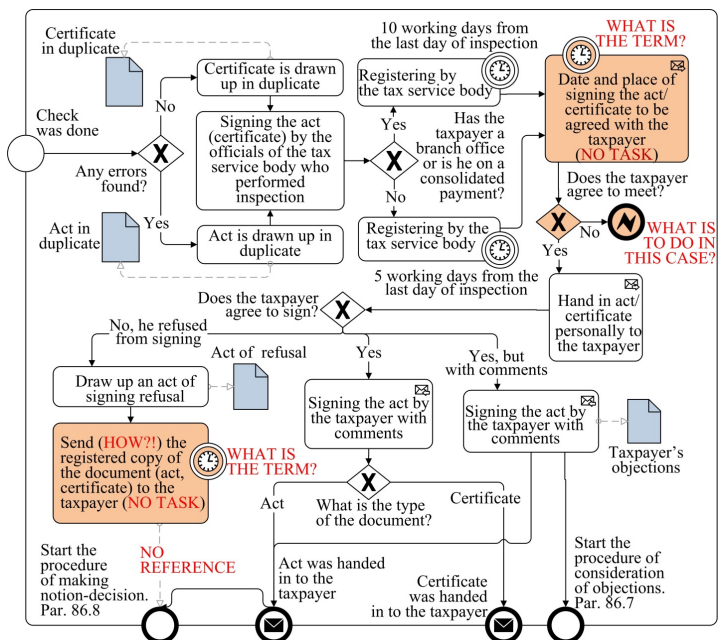 Certificate
in duplicate
Check
was done
No
Any errors
found?
Yes
Act in
duplicate
Certificate is drawn
up in duplicate
Signing the act
(certificate) by the
officials of the tax
service body who
performed
inspection
Act is drawn up in
duplicate
10 working days from
the last day of inspection
Registering by
the tax service body
Yes
Has the
taxpayer a
branch office
or is he on a
consolidated
payment?
No
Registering by the
tax service body
5 working days from the
last day of inspection
WHAT IS
THE TERM?
Date and place of
signing the act/
certificate to be
agreed with the
taxpayer
(NO TASK)
Does the taxpayer
agree to meet?
No
Yes
WHAT IS
TO DO IN
THIS CASE?
Hand in act/
certificate
personally to
the taxpayer
Does the taxpayer
agree to sign?
No, he refused
from signing
Yes
Yes, but
with comments
Act of refusal
Draw up an act of
signing refusal
Signing the act by
the taxpayer with
comments
Signing the act by
the taxpayer with
comments
Taxpayer's
objections
Send (HOW?!) the
registered copy of
the document (act,
certificate) to the
taxpayer (NO TASK)
WHAT IS
THE TERM?
Act
What is the type
of the document?
Certificate
NO
REFERENCE
Start the
procedure
of making
notion-decision.
Par. 86.8
Act was handed
in to the
taxpayer
Certificate
was handed
in to the taxpayer
Start the
procedure of
consideration
of objections.
Par. 86.7